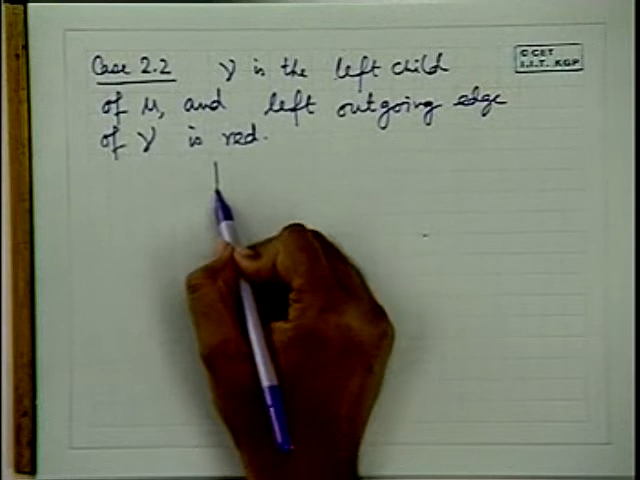 Case 2.2 ν is the left child
of μ, and left outgoing edge
of ν is red.
© CET
I.I.T. KGP